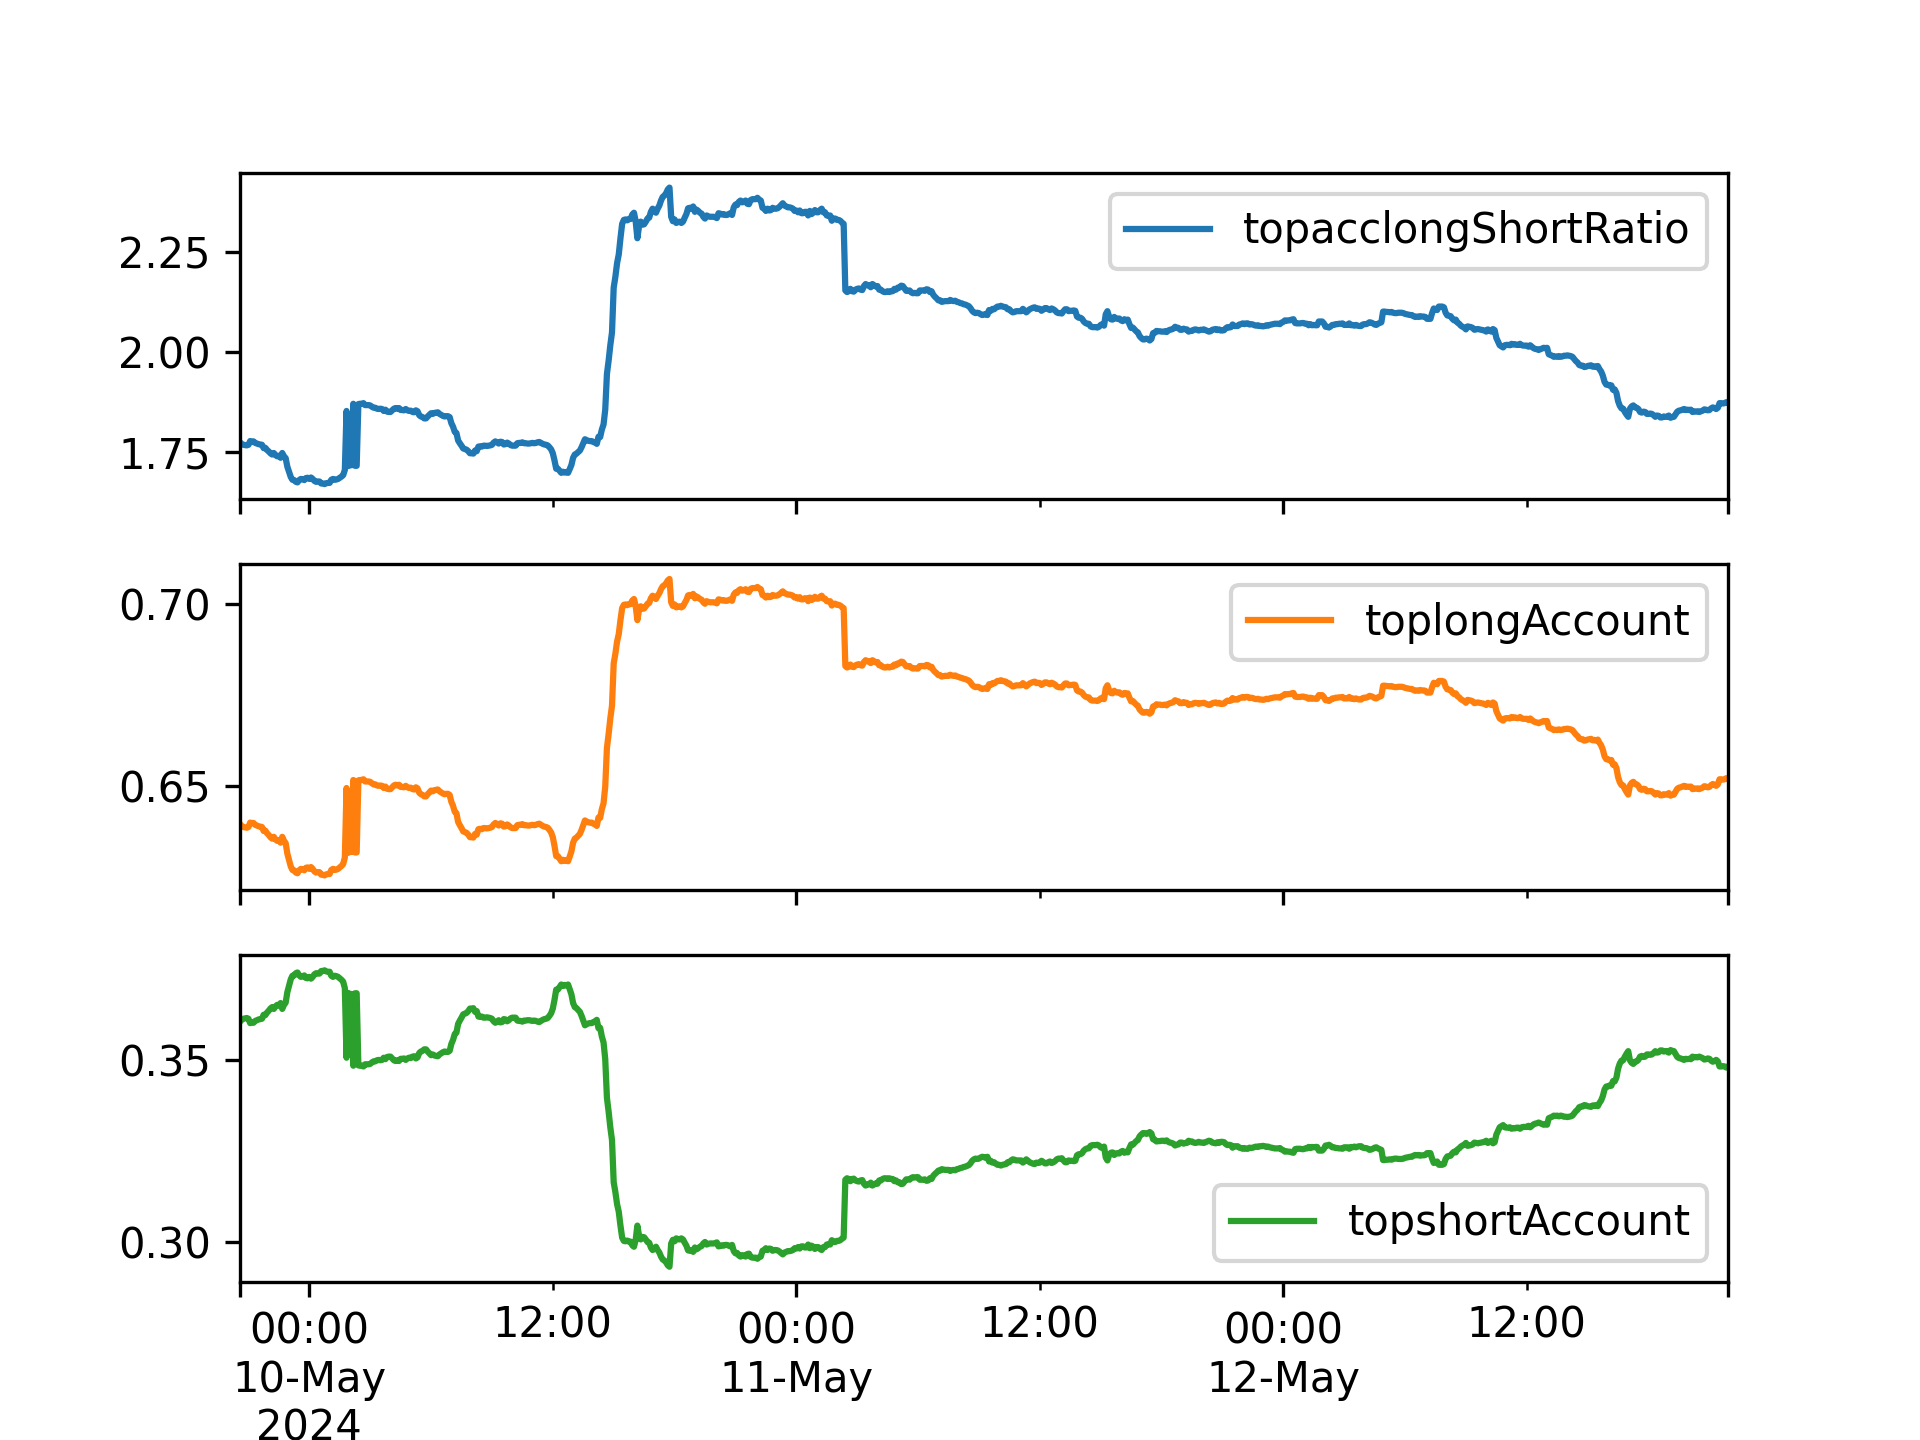 topacclongShortRatio
2.25
2.00
1.75
toplongAccount
0.70
0.65
topshortAccount
0.35
0.30
00:00 12:00 00:00 12:00 00:00 12:00
10-May 11-May 12-May
2024